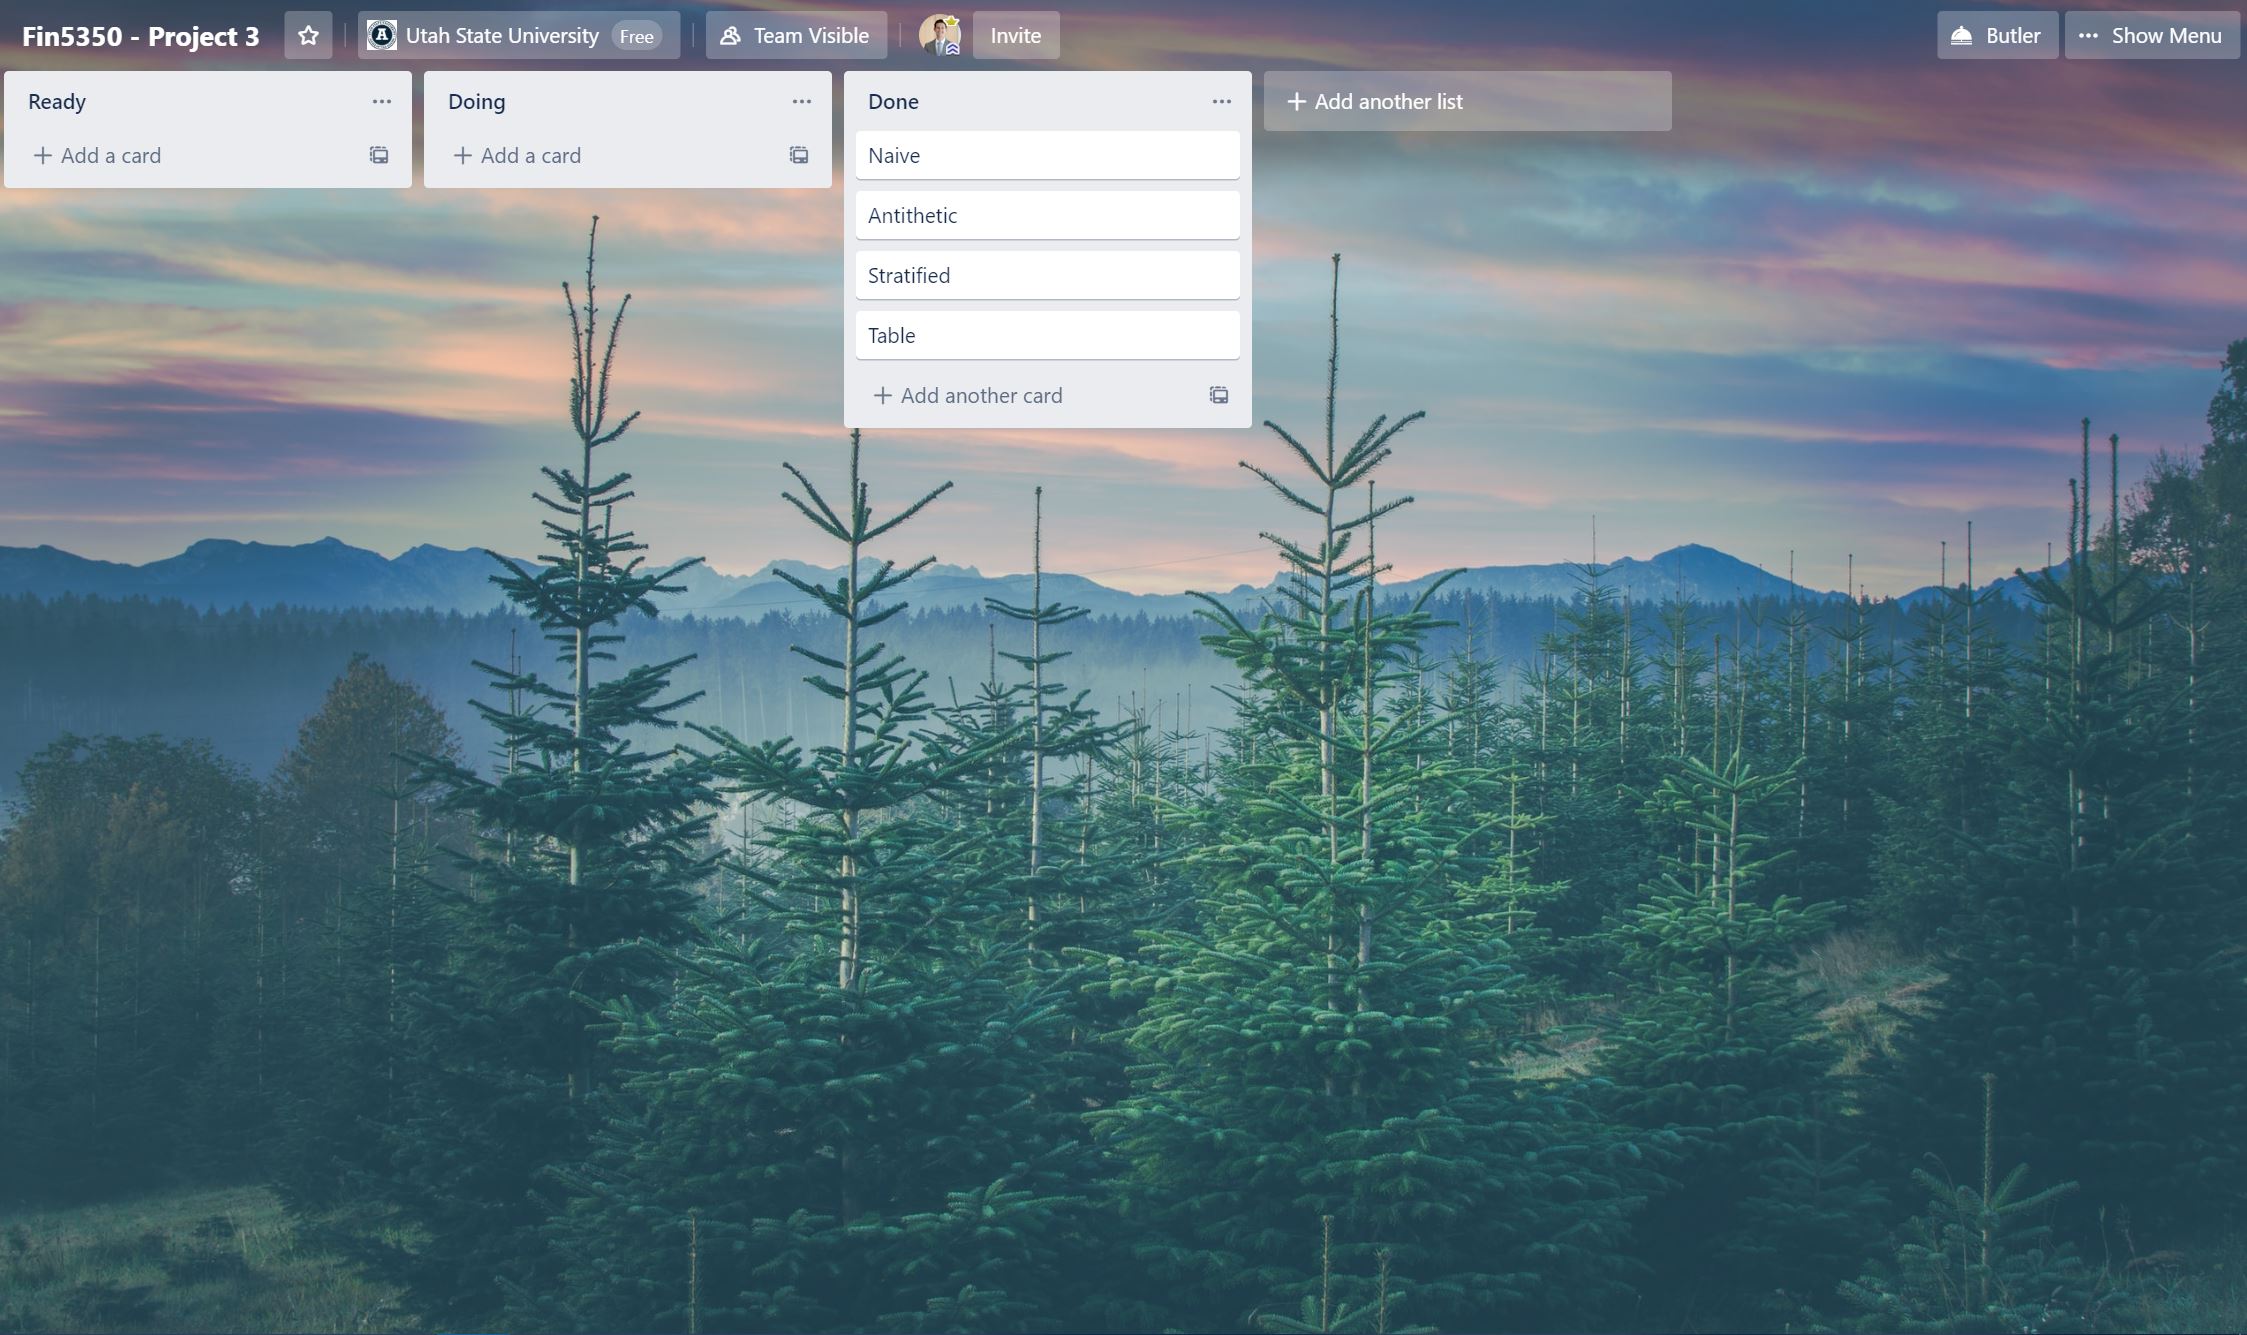 Fin5350 - Project 3
Utah State University Free
Team Visible
Invite
Butler
Show Menu
Ready
Add a card
Doing
Add a card
Done
Naive
Antithetic
Stratified
Table
Add another card
Add another list